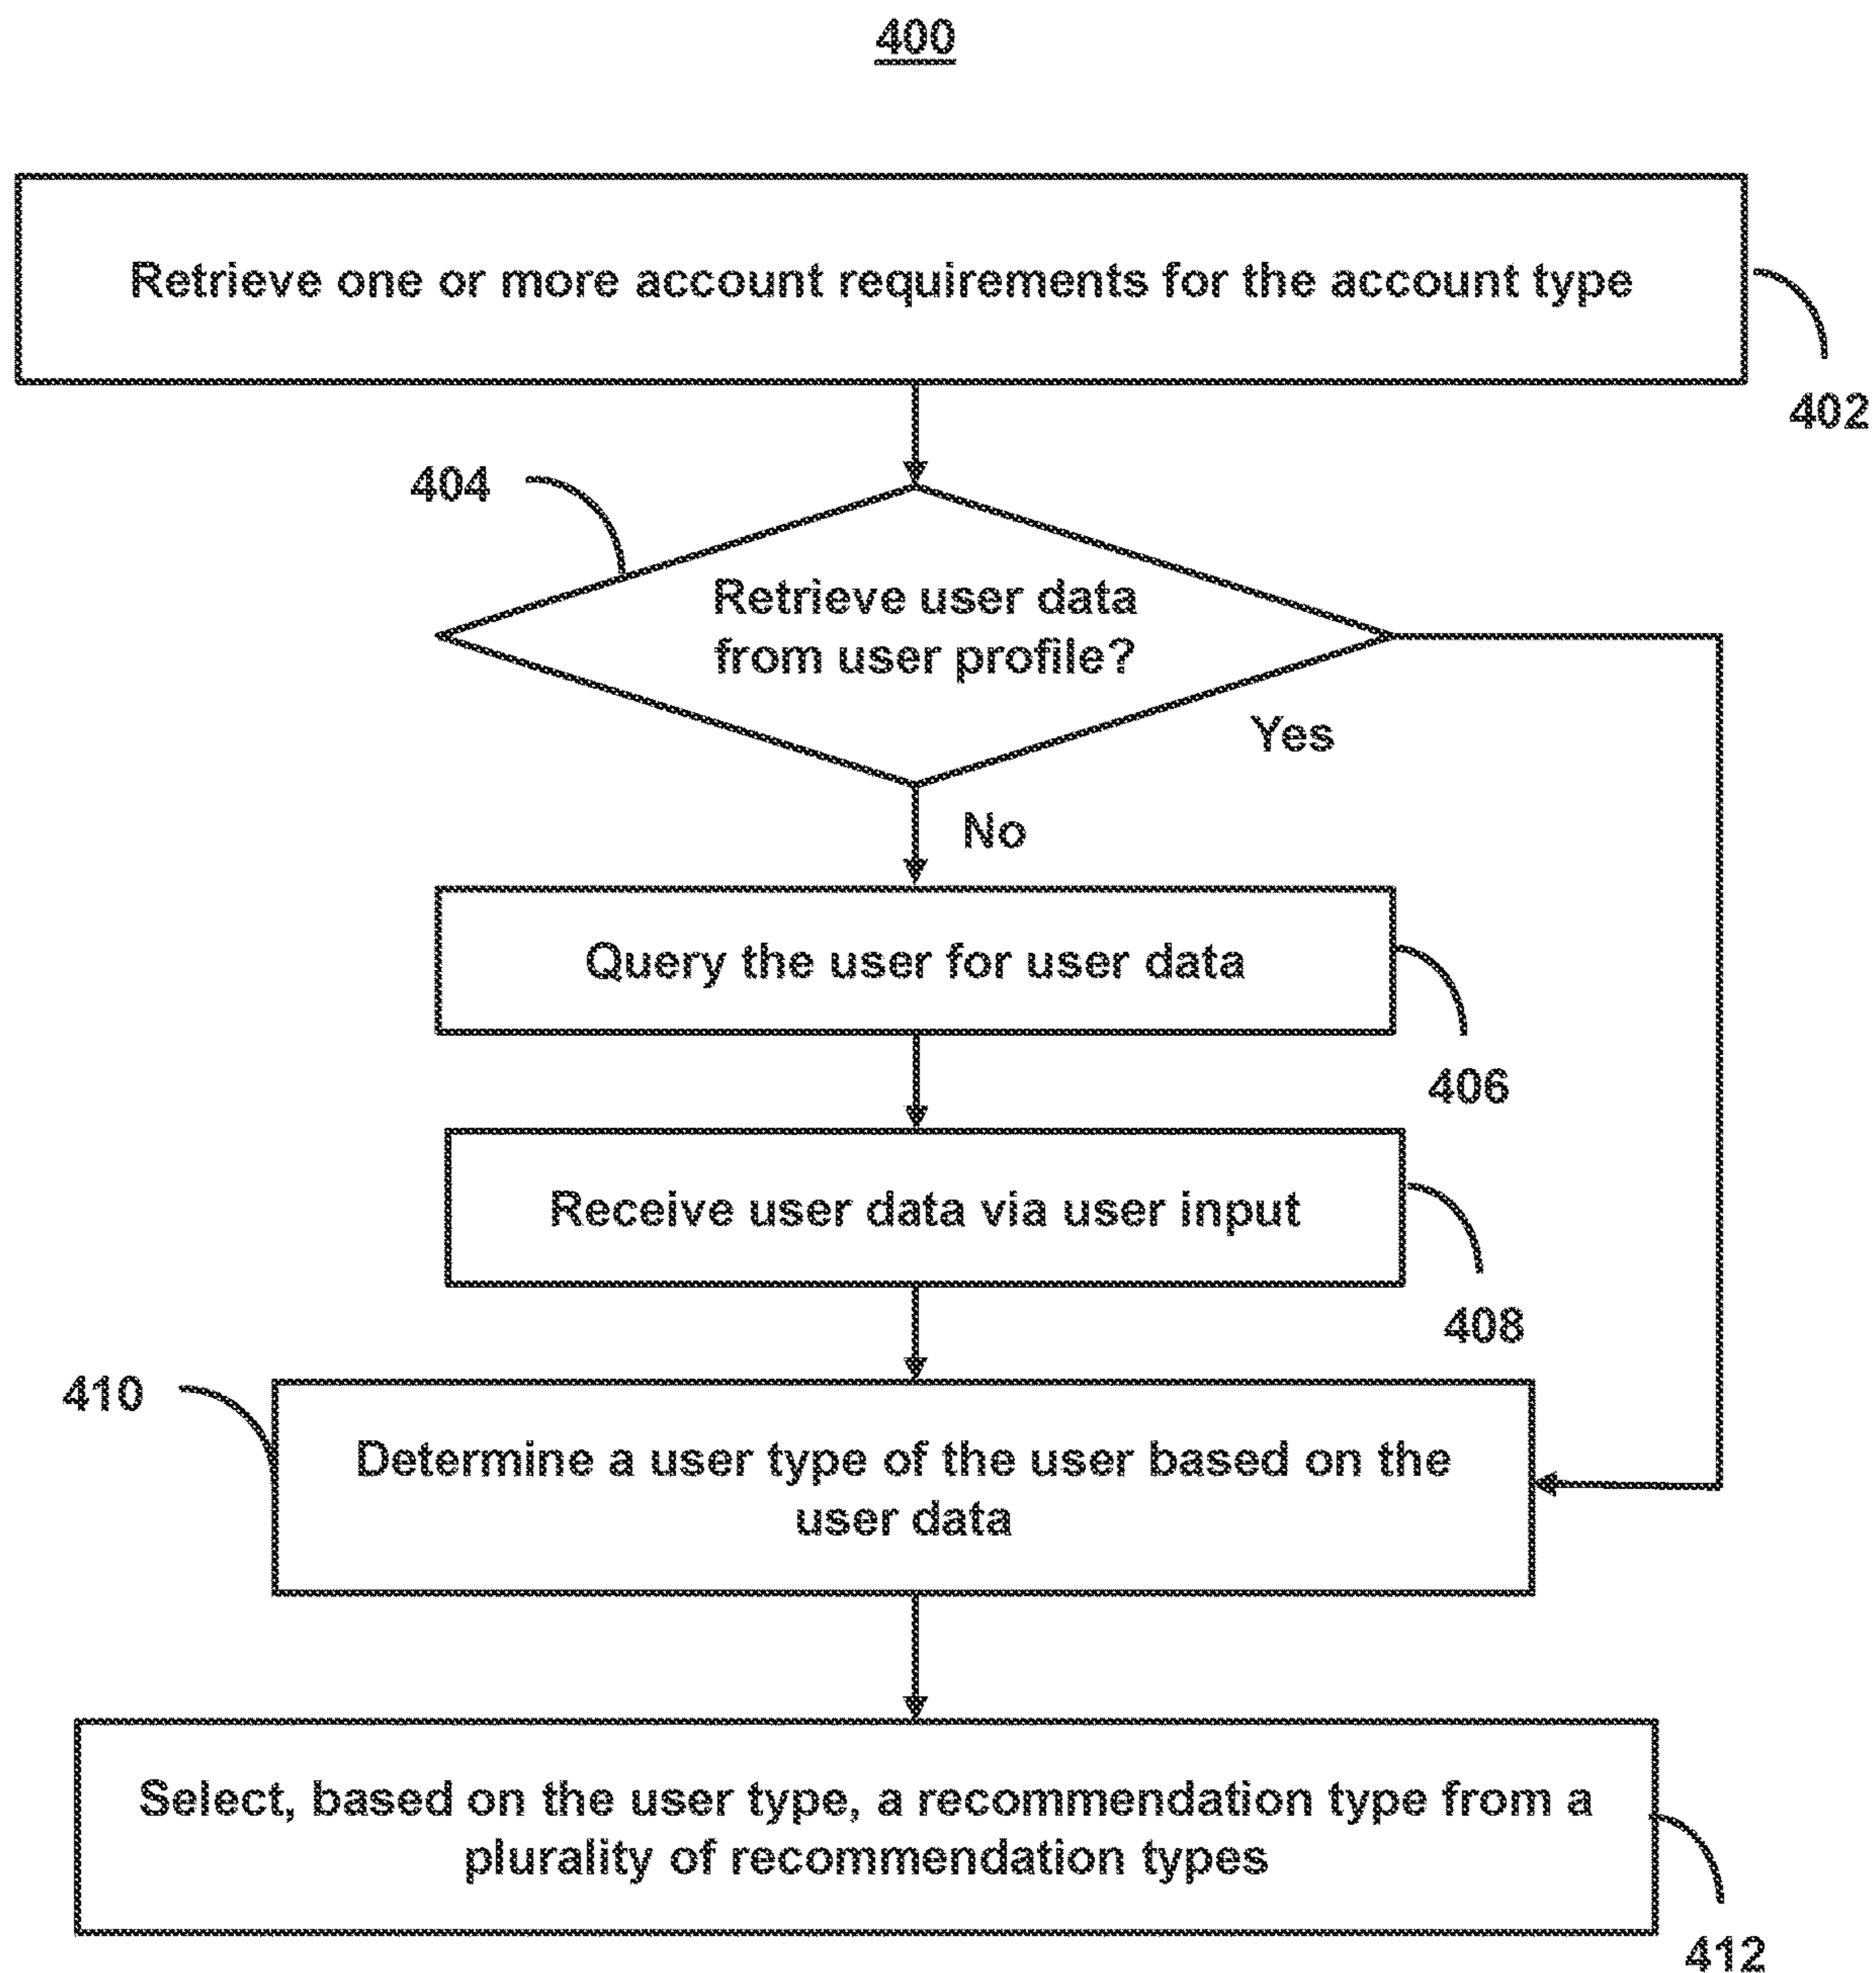 400
Retrieve one or more account requirements for the account type
402
404
Retrieve user data
from user profile?
Yes
No
Query the user for user data
406
Receive user data via user input
408
410
Determine a user type of the user based on the
user data
Select, based on the user type, a recommendation type from a
plurality of recommendation types
412